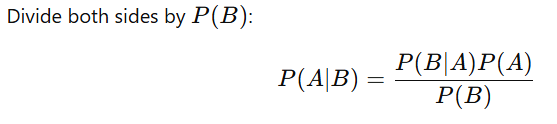 Divide both sides by P(B):
P(A|B) = P(B|A)P(A) / P(B)